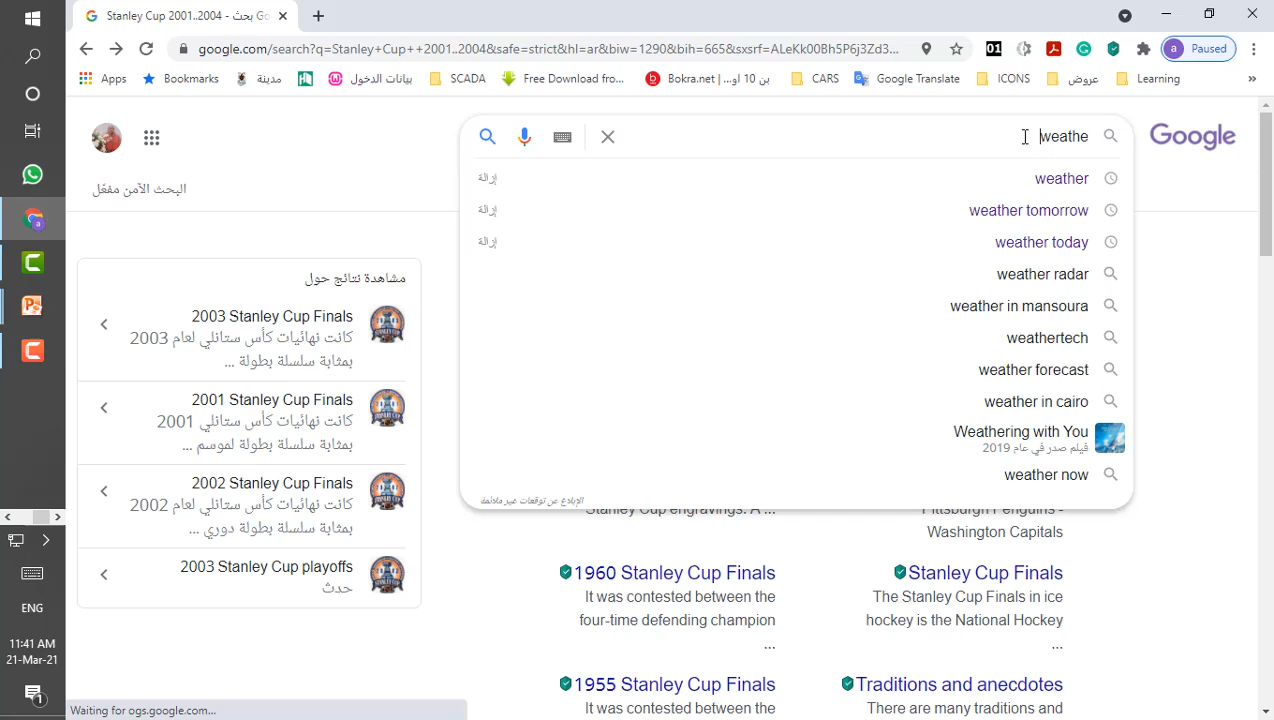 Stanley Cup 2001..2004 - بحث Go
a Paused
google.com/search?q=Stanley+Cup++2001..2004&safe=strict&hl=ar&biw=1290&bih=665&sxsrf=ALeKk00Bh5P6j3Zd3...
01
Apps
Bookmarks
مدينة
بيانات الدخول
SCADA
Free Download fro...
Bokra.net | ...بن 10 او
CARS
Google Translate
ICONS
عروض
Learning
»
weathe
Google
البحث الآمن مفعّل
weather إزالة
weather tomorrow إزالة
weather today إزالة
weather radar
weather in mansoura
weathertech
weather forecast
weather in cairo
Weathering with You
فيلم صدر في عام 2019
weather now
الإبلاغ عن توقعات غير ملائمة
مشاهدة نتائج حول
2003 Stanley Cup Finals
كانت نهائيات كأس ستانلي لعام 2003
بمثابة سلسلة بطولة ...
2001 Stanley Cup Finals
كانت نهائيات كأس ستانلي 2001
بمثابة سلسلة بطولة لموسم ...
2002 Stanley Cup Finals
كانت نهائيات كأس ستانلي لعام 2002
بمثابة سلسلة بطولة دوري ...
2003 Stanley Cup playoffs
حدث
Stanley Cup engravings. A ...
Pittsburgh Penguins -
Washington Capitals
1960 Stanley Cup Finals
It was contested between the
four-time defending champion
...
Stanley Cup Finals
The Stanley Cup Finals in ice
hockey is the National Hockey
...
1955 Stanley Cup Finals
It was contested between the
Traditions and anecdotes
There are many traditions and
ENG
11:41 AM
21-Mar-21
1
Waiting for ogs.google.com...